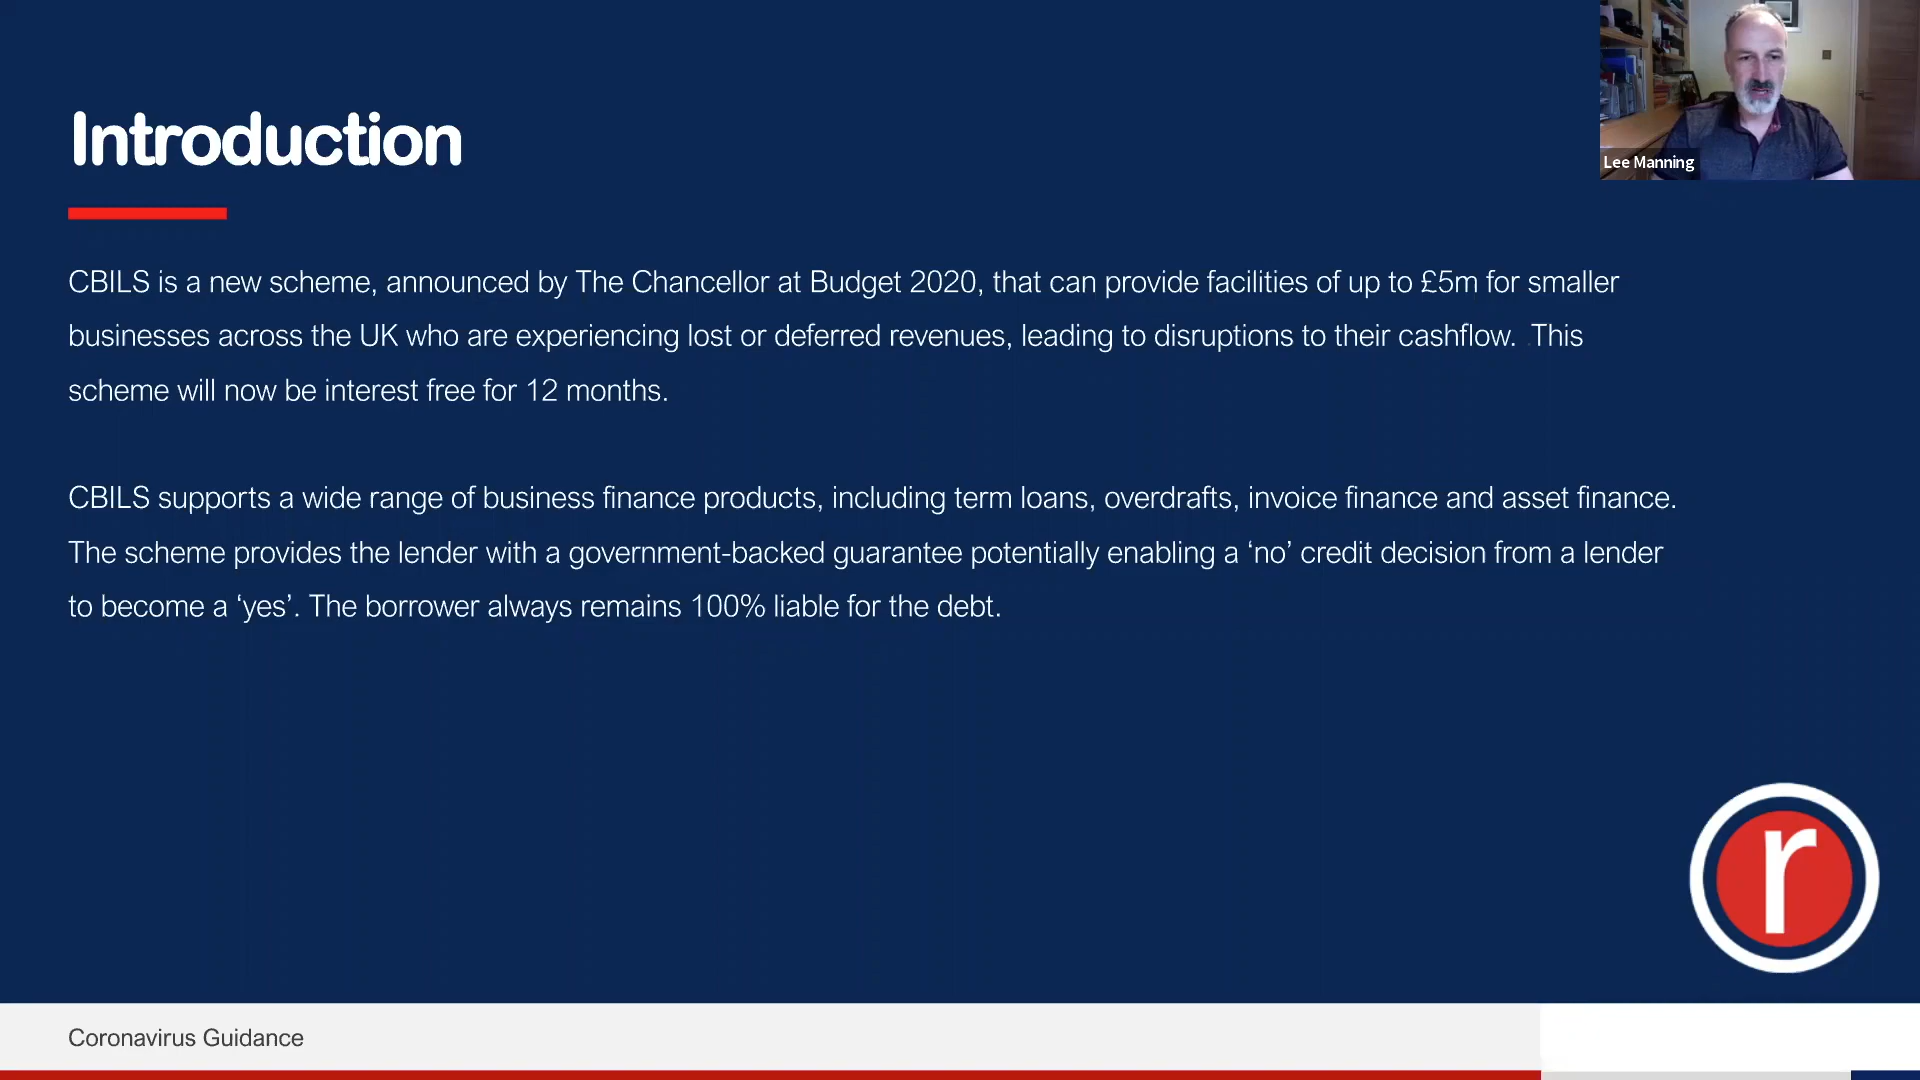 Introduction
CBILS is a new scheme, announced by The Chancellor at Budget 2020, that can provide facilities of up to £5m for smaller
businesses across the UK who are experiencing lost or deferred revenues, leading to disruptions to their cashflow.  This
scheme will now be interest free for 12 months.
CBILS supports a wide range of business finance products, including term loans, overdrafts, invoice finance and asset finance.
The scheme provides the lender with a government-backed guarantee potentially enabling a ‘no’ credit decision from a lender
to become a ‘yes’. The borrower always remains 100% liable for the debt.
Lee Manning
r
Coronavirus Guidance